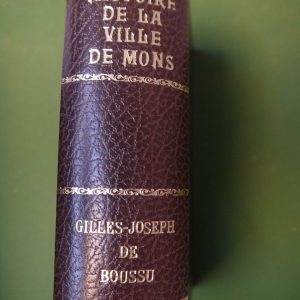 DE LA
VILLE
DE MONS
GILLES-JOSEPH
DE
BOUSSU